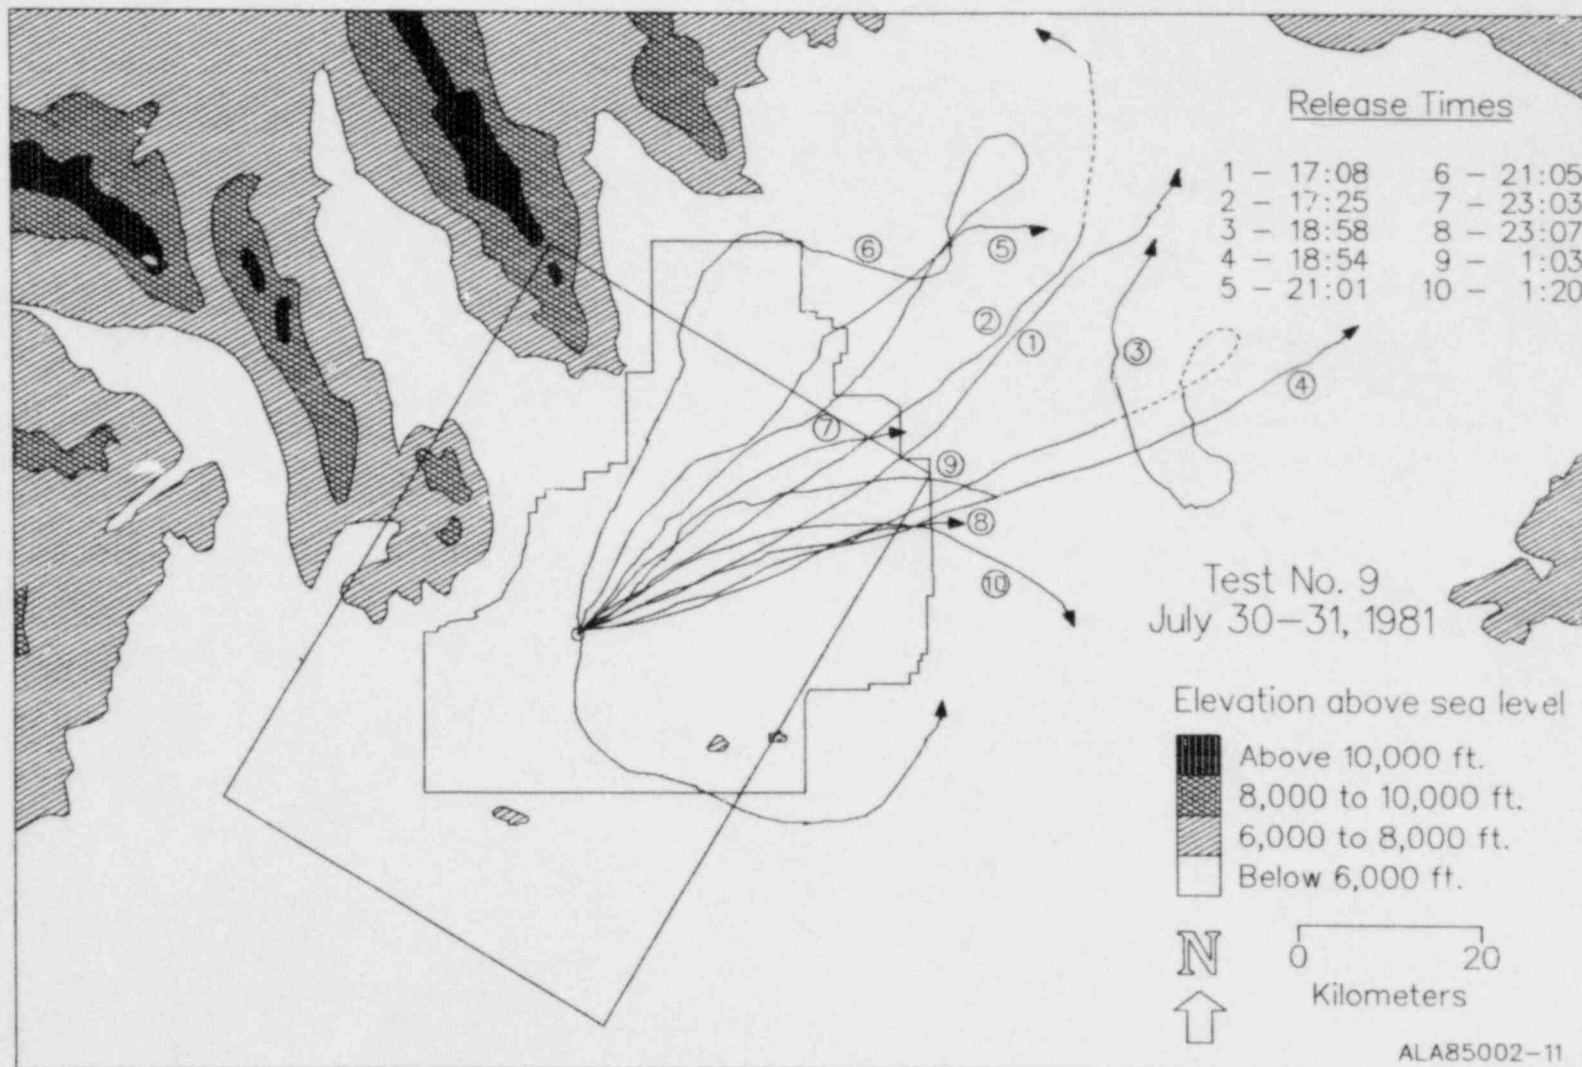 Release Times
1 – 17:08 6 – 21:05
2 – 17:25 7 – 23:03
3 – 18:58 8 – 23:07
4 – 18:54 9 – 1:03
5 – 21:01 10 – 1:20
6
5
2
1
3
4
7
9
8
10
Test No. 9
July 30–31, 1981
Elevation above sea level
Above 10,000 ft.
8,000 to 10,000 ft.
6,000 to 8,000 ft.
Below 6,000 ft.
N
0 20
Kilometers
ALA85002–11